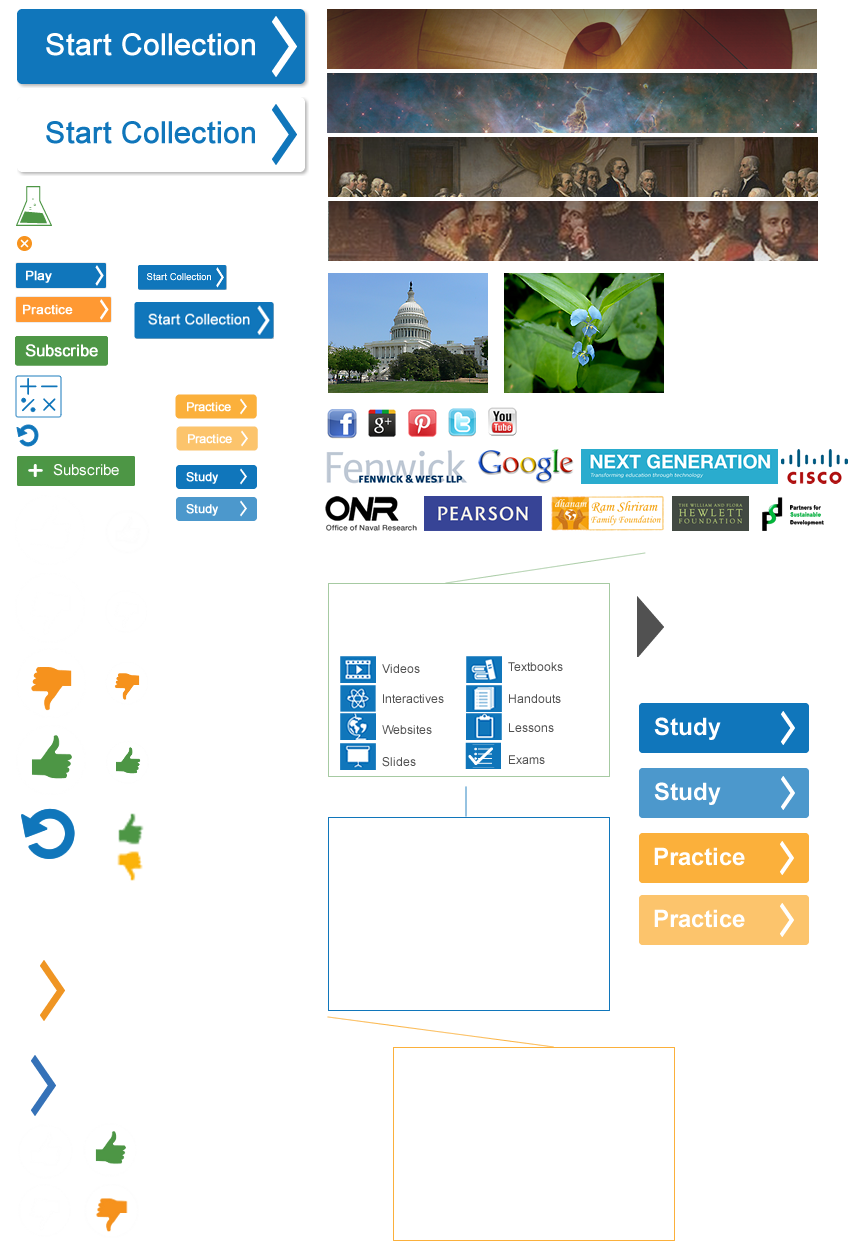 Start Collection
Start Collection
Play
Start Collection
Practice
Start Collection
Subscribe
Practice
Practice
+ Subscribe
Study
Study
f
g+
P
t
You
Tube
Fenwick
FENWICK & WEST LLP
Google
NEXT GENERATION
Transforming education through technology
CISCO
ONR
Office of Naval Research
PEARSON
dhanam
Ram Shriram
Family Foundation
THE WILLIAM AND FLORA
HEWLETT
FOUNDATION
psd
Partners for
Sustainable
Development
Videos
Textbooks
Interactives
Handouts
Websites
Lessons
Slides
Exams
Study
Study
Practice
Practice